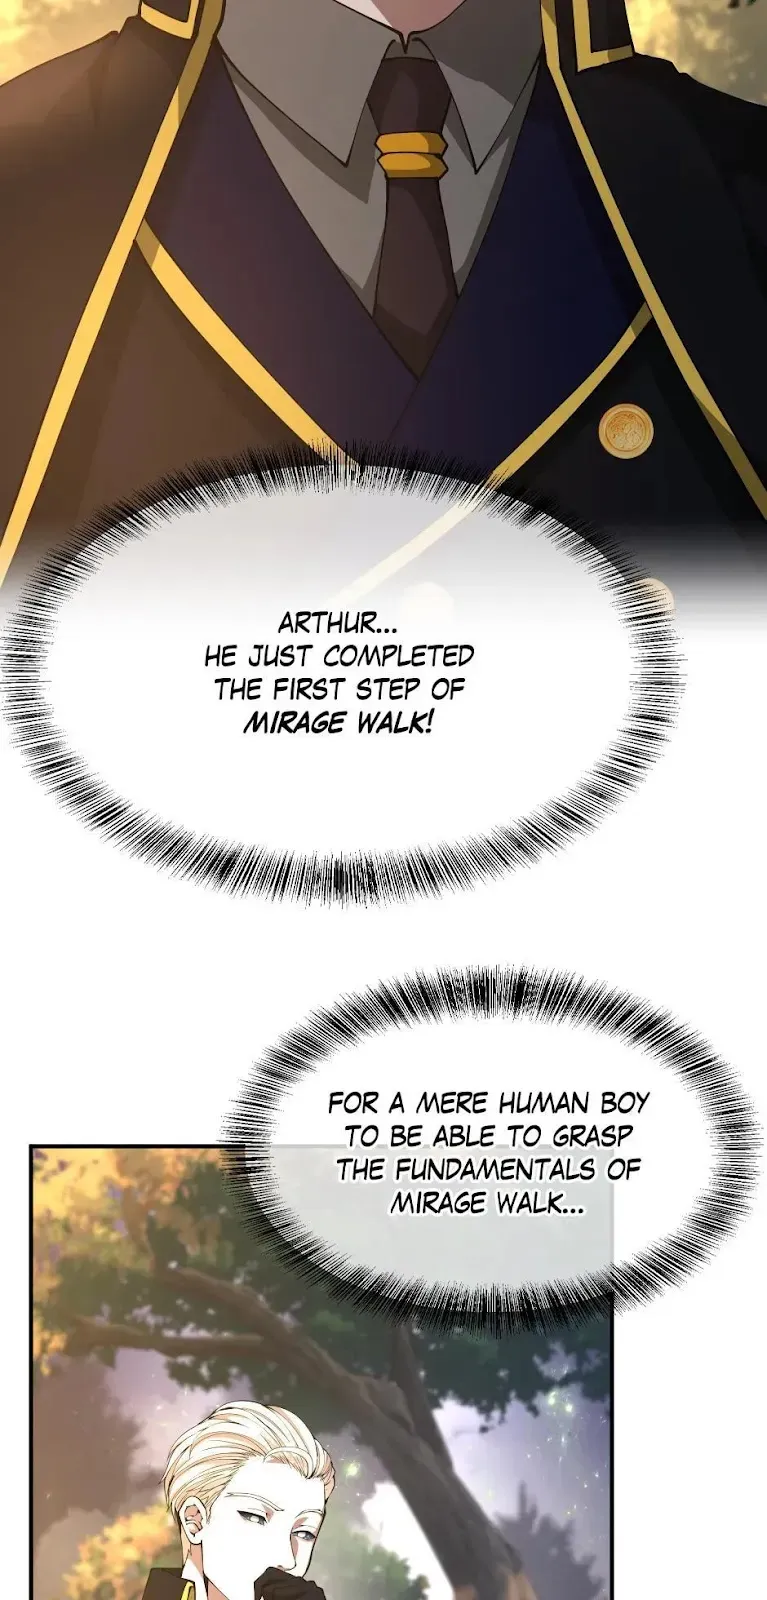 ARTHUR...
HE JUST COMPLETED
THE FIRST STEP OF
MIRAGE WALK!
FOR A MERE HUMAN BOY
TO BE ABLE TO GRASP
THE FUNDAMENTALS OF
MIRAGE WALK...